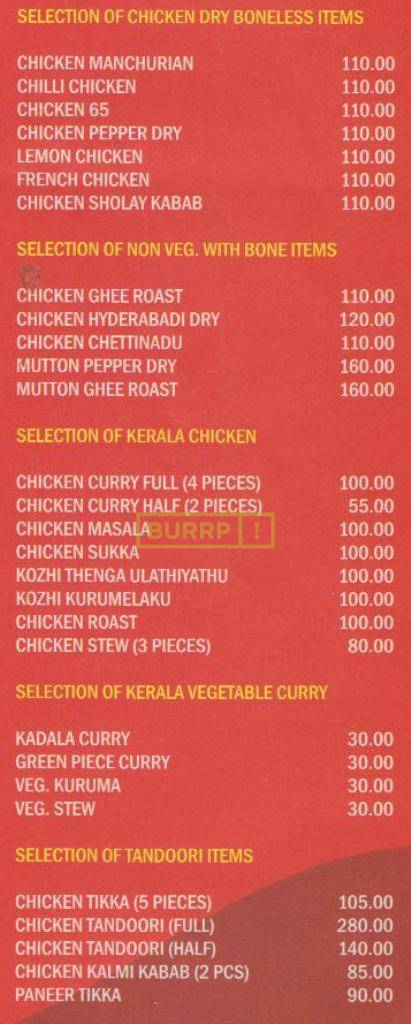 SELECTION OF CHICKEN DRY BONELESS ITEMS
CHICKEN MANCHURIAN 110.00
CHILLI CHICKEN 110.00
CHICKEN 65 110.00
CHICKEN PEPPER DRY 110.00
LEMON CHICKEN 110.00
FRENCH CHICKEN 110.00
CHICKEN SHOLAY KABAB 110.00
SELECTION OF NON VEG. WITH BONE ITEMS
CHICKEN GHEE ROAST 110.00
CHICKEN HYDERABADI DRY 120.00
CHICKEN CHETTINADU 110.00
MUTTON PEPPER DRY 160.00
MUTTON GHEE ROAST 160.00
SELECTION OF KERALA CHICKEN
CHICKEN CURRY FULL (4 PIECES) 100.00
CHICKEN CURRY HALF (2 PIECES) 55.00
CHICKEN MASALA 100.00
BURRP!
CHICKEN SUKKA 100.00
KOZHI THENGA ULATHIYATHU 100.00
KOZHI KURUMELAKU 100.00
CHICKEN ROAST 100.00
CHICKEN STEW (3 PIECES) 80.00
SELECTION OF KERALA VEGETABLE CURRY
KADALA CURRY 30.00
GREEN PIECE CURRY 30.00
VEG. KURUMA 30.00
VEG. STEW 30.00
SELECTION OF TANDOORI ITEMS
CHICKEN TIKKA (5 PIECES) 105.00
CHICKEN TANDOORI (FULL) 280.00
CHICKEN TANDOORI (HALF) 140.00
CHICKEN KALMI KABAB (2 PCS) 85.00
PANEER TIKKA 90.00